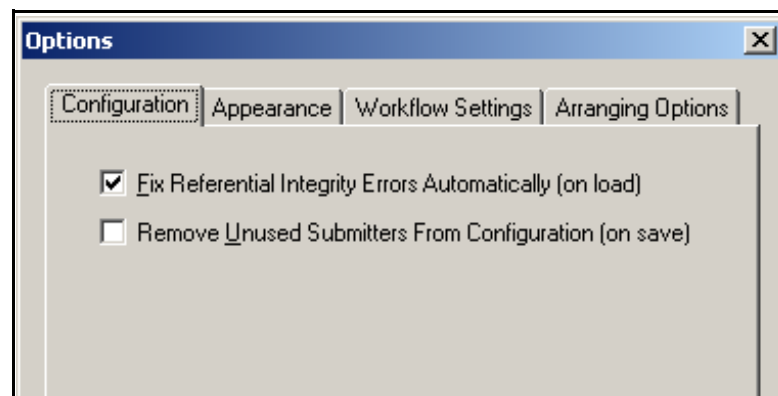 Options
Configuration Appearance Workflow Settings Arranging Options
Fix Referential Integrity Errors Automatically (on load)
Remove Unused Submitters From Configuration (on save)